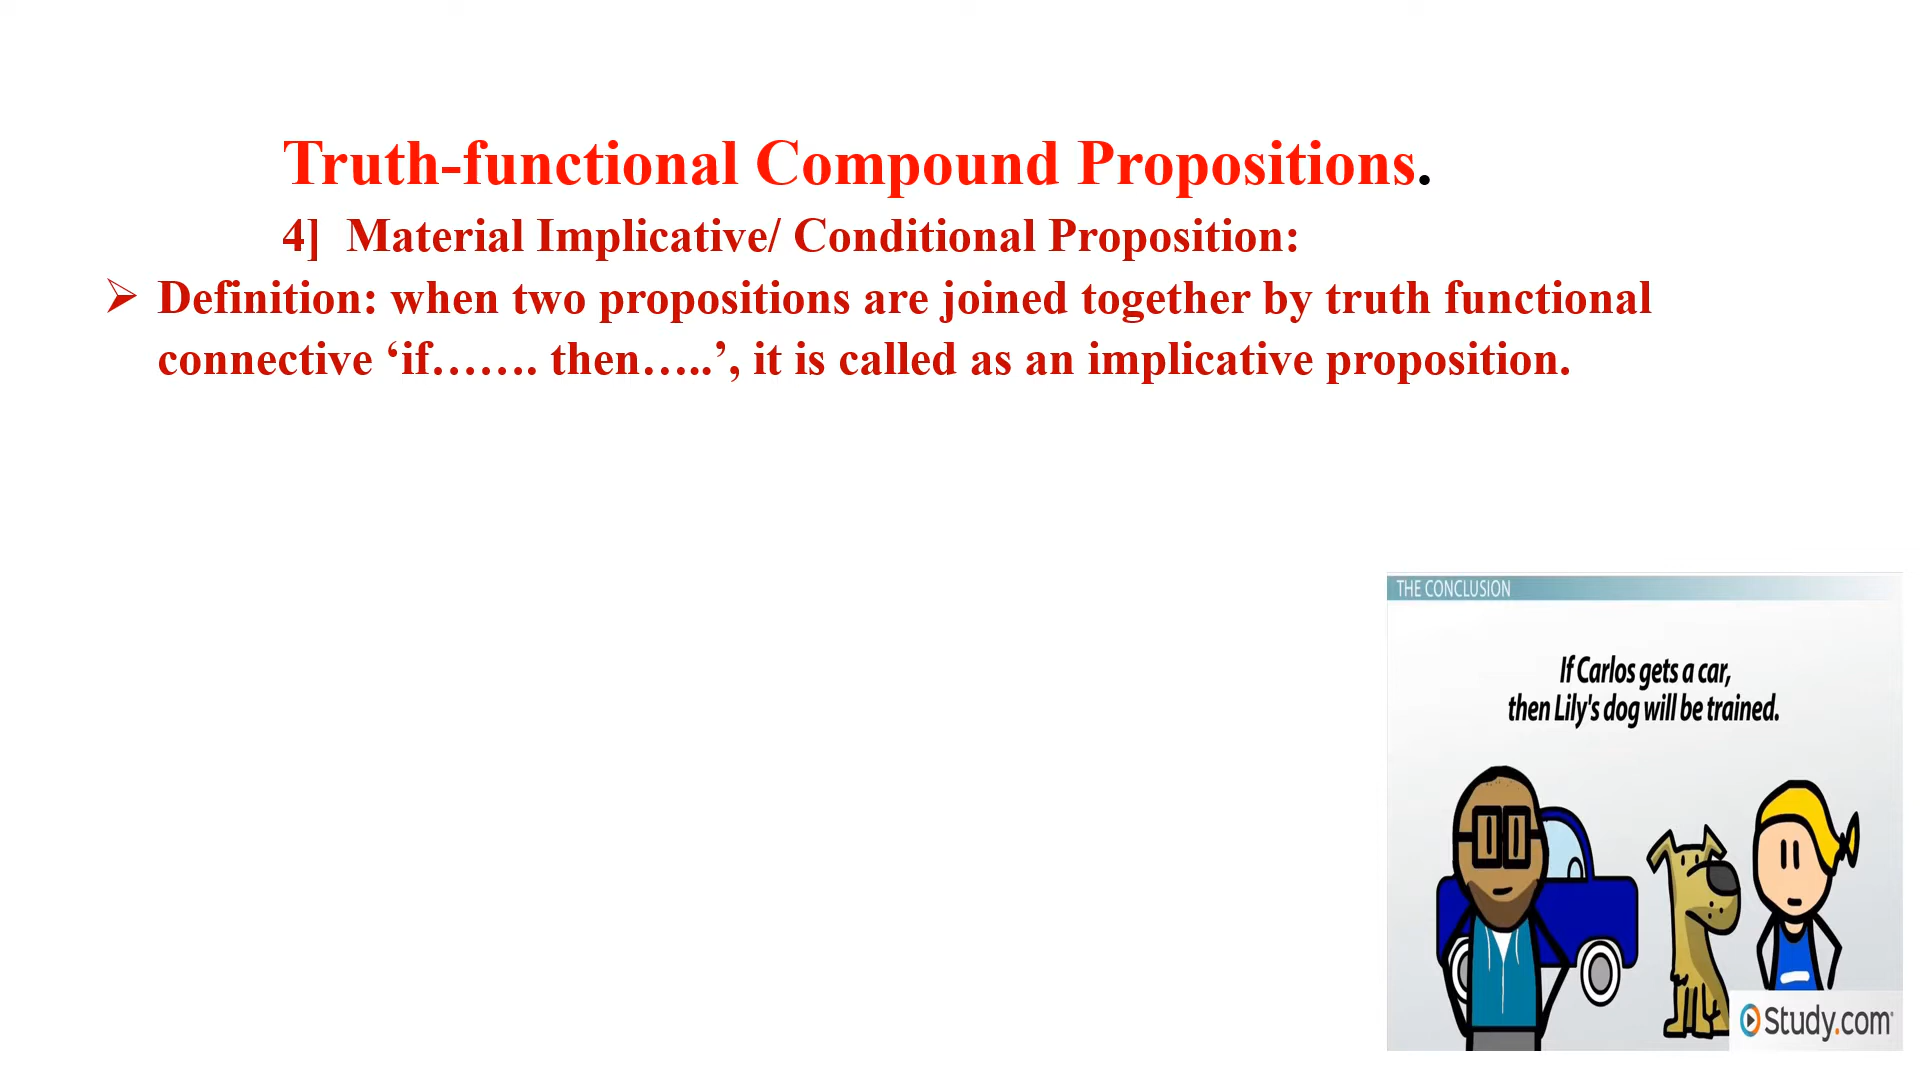 Truth-functional Compound Propositions.
4] Material Implicative/ Conditional Proposition:
➢ Definition: when two propositions are joined together by truth functional
connective ‘if……. then…..’, it is called as an implicative proposition.
THE CONCLUSION
If Carlos gets a car,
then Lily's dog will be trained.
Study.com